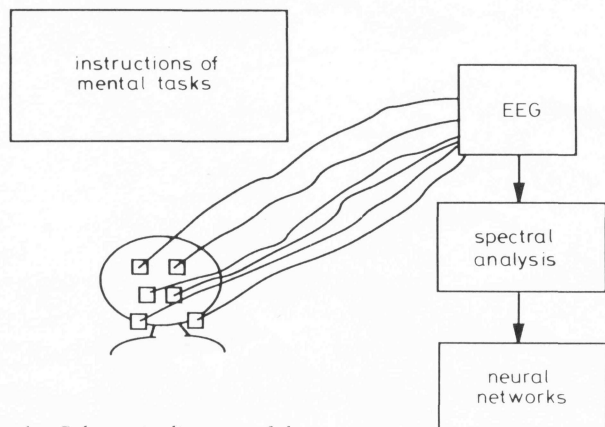 instructions of
mental tasks
EEG
spectral
analysis
neural
networks